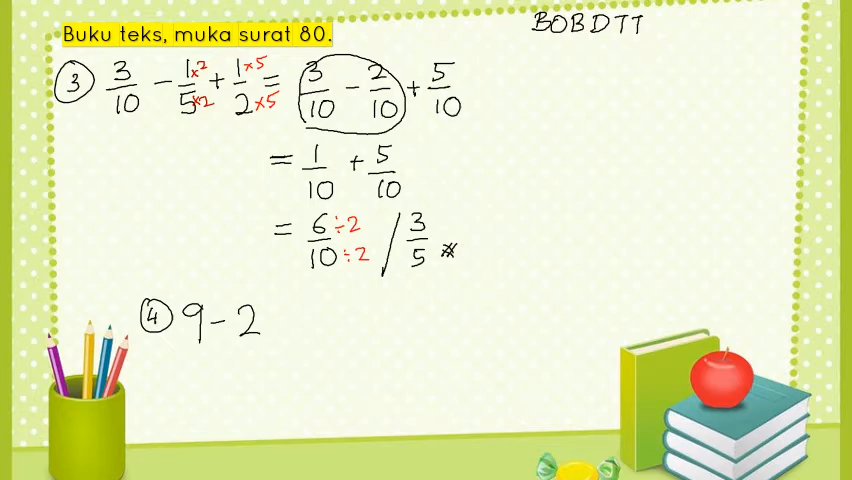 BOBDTT
Buku teks, muka surat 80.
③ 3/10 - 1×2/5×2 + 1×5/2×5 = 3/10 - 2/10 + 5/10
= 1/10 + 5/10
= 6÷2/10÷2 / 3/5 *
④ 9 - 2